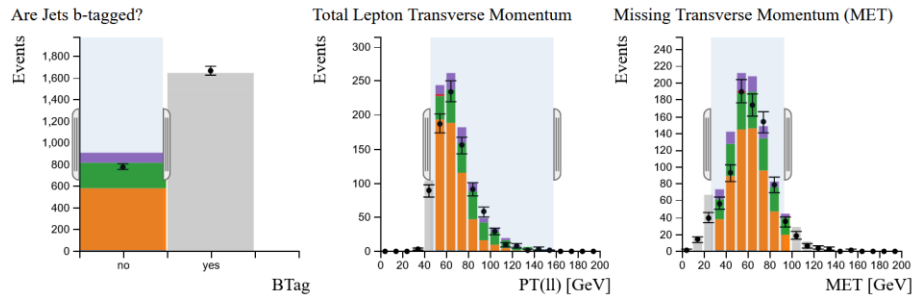 Are Jets b-tagged?
Events
1,800
1,600
1,400
1,200
1,000
800
600
400
200
0
no
yes
BTag
Total Lepton Transverse Momentum
Events
300
250
200
150
100
50
0
0 20 40 60 80 100 120 140 160 180 200
PT(ll) [GeV]
Missing Transverse Momentum (MET)
Events
240
220
200
180
160
140
120
100
80
60
40
20
0
0 20 40 60 80 100 120 140 160 180 200
MET [GeV]